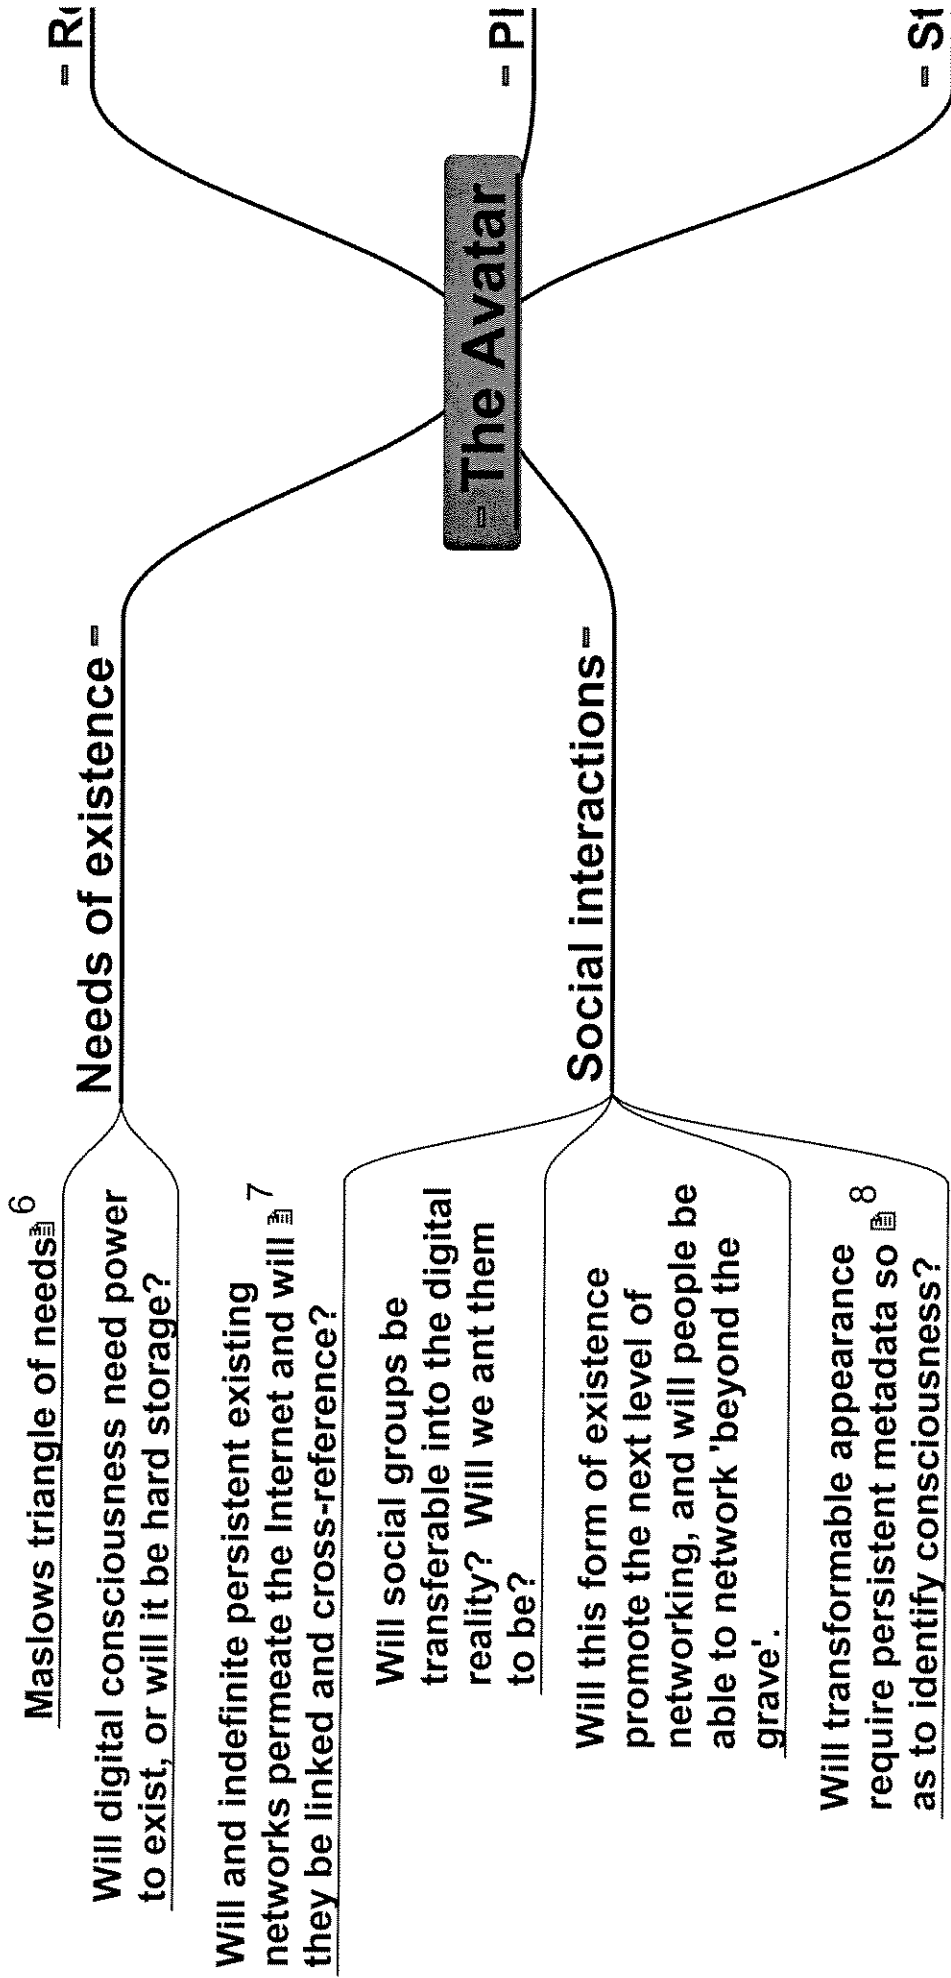 Maslows triangle of needs 6
Will digital consciousness need power
to exist, or will it be hard storage?
Needs of existence
Will and indefinite persistent existing
networks permeate the Internet and will 7
they be linked and cross-reference?
Will social groups be
transferable into the digital
reality? Will we ant them
to be?
Will this form of existence
promote the next level of
networking, and will people be
able to network 'beyond the
grave'.
Will transformable appearance
require persistent metadata so 8
as to identify consciousness?
Social interactions
The Avatar